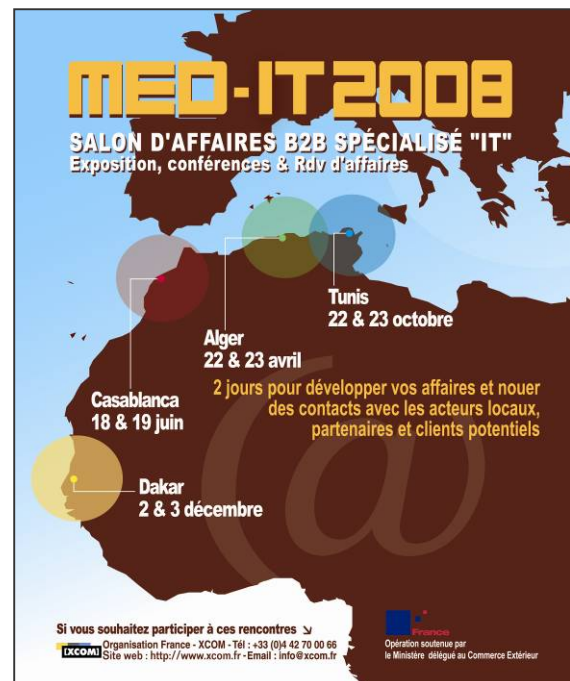 MED-IT2008
SALON D'AFFAIRES B2B SPÉCIALISÉ "IT"
Exposition, conférences & Rdv d'affaires
Tunis
22 & 23 octobre
Alger
22 & 23 avril
2 jours pour développer vos affaires et nouer
des contacts avec les acteurs locaux,
partenaires et clients potentiels
Casablanca
18 & 19 juin
@
Dakar
2 & 3 décembre
Si vous souhaitez participer à ces rencontres ↘
[XCOM] Organisation France - XCOM - Tél : +33 (0)4 42 70 00 66
Site web : http://www.xcom.fr - Email : info@xcom.fr
France
Opération soutenue par
le Ministère délégué au Commerce Extérieur